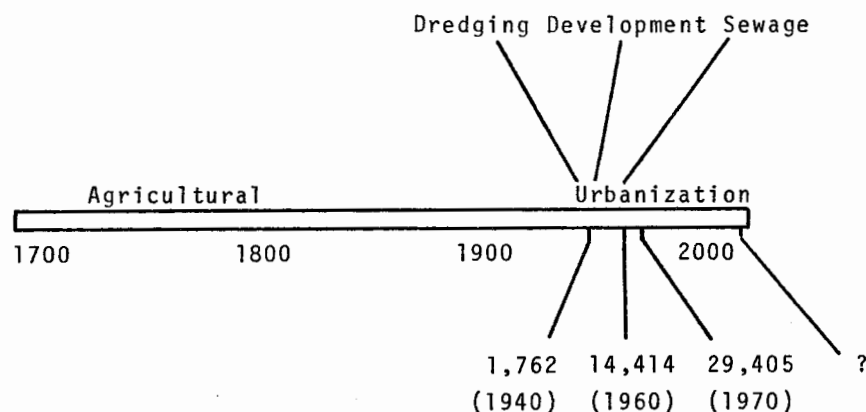 Dredging Development Sewage
Agricultural Urbanization
1700 1800 1900 2000
1,762 14,414 29,405 ?
(1940) (1960) (1970)